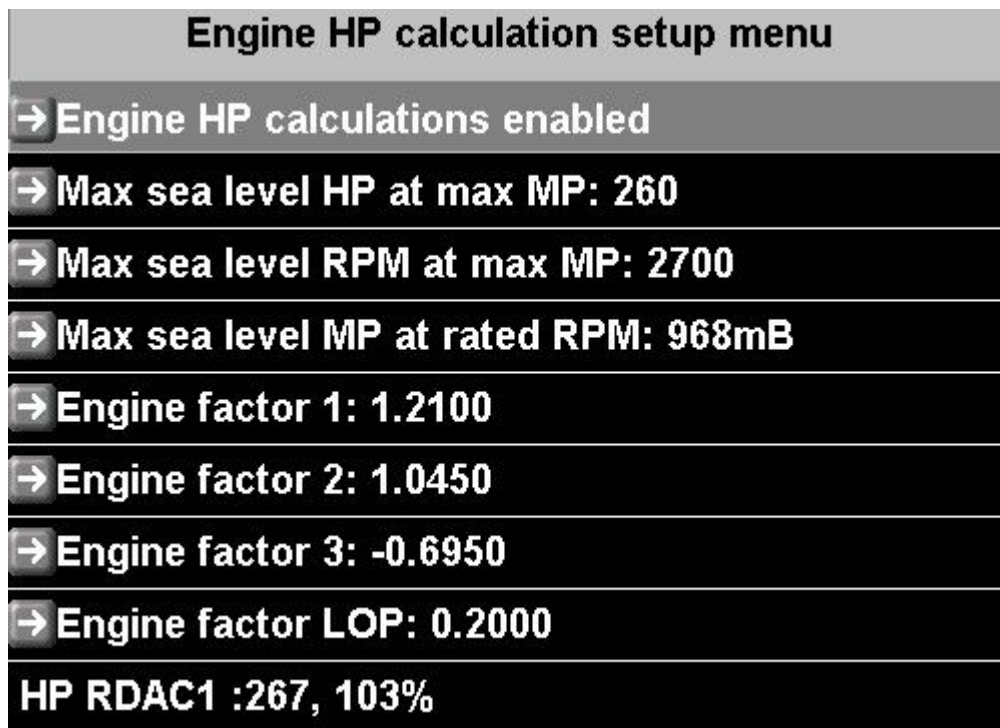 Engine HP calculation setup menu
Engine HP calculations enabled
Max sea level HP at max MP: 260
Max sea level RPM at max MP: 2700
Max sea level MP at rated RPM: 968mB
Engine factor 1: 1.2100
Engine factor 2: 1.0450
Engine factor 3: -0.6950
Engine factor LOP: 0.2000
HP RDAC1 :267, 103%